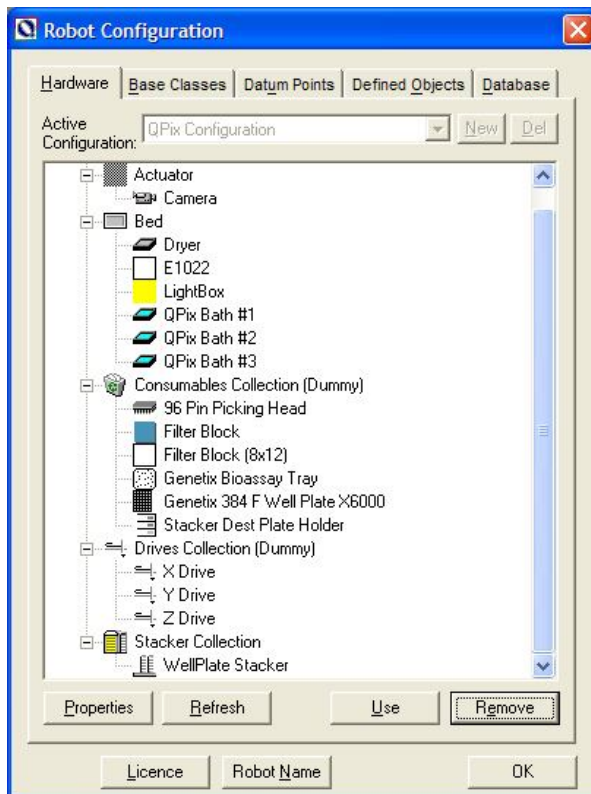 Robot Configuration
Hardware Base Classes Datum Points Defined Objects Database
Active Configuration: QPix Configuration New Del
Actuator
Camera
Bed
Dryer
E1022
LightBox
QPix Bath #1
QPix Bath #2
QPix Bath #3
Consumables Collection (Dummy)
96 Pin Picking Head
Filter Block
Filter Block (8x12)
Genetix Bioassay Tray
Genetix 384 F Well Plate X6000
Stacker Dest Plate Holder
Drives Collection (Dummy)
X Drive
Y Drive
Z Drive
Stacker Collection
WellPlate Stacker
Properties Refresh Use Remove
Licence Robot Name OK